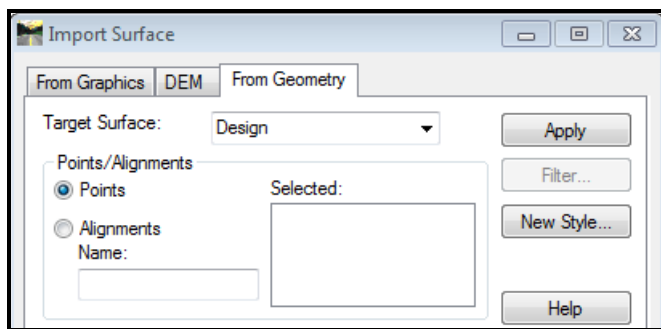 Import Surface
From Graphics DEM From Geometry
Target Surface: Design Apply
Points/Alignments Filter...
Points Selected:
New Style...
Alignments
Name:
Help